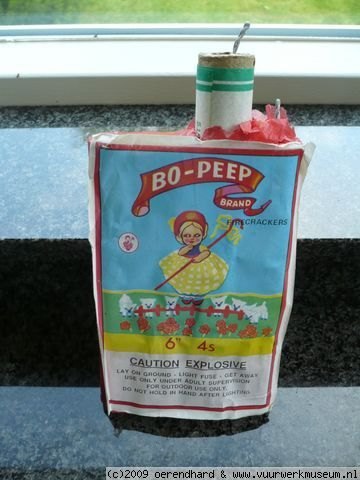 BO-PEEP
BRAND
FIRECRACKERS
6" 4s
CAUTION EXPLOSIVE
LAY ON GROUND - LIGHT FUSE - GET AWAY
USE ONLY UNDER ADULT SUPERVISION
FOR OUTDOOR USE ONLY.
DO NOT HOLD IN HAND AFTER LIGHTING
(c)2009 oerendhard & www.vuurwerkmuseum.nl